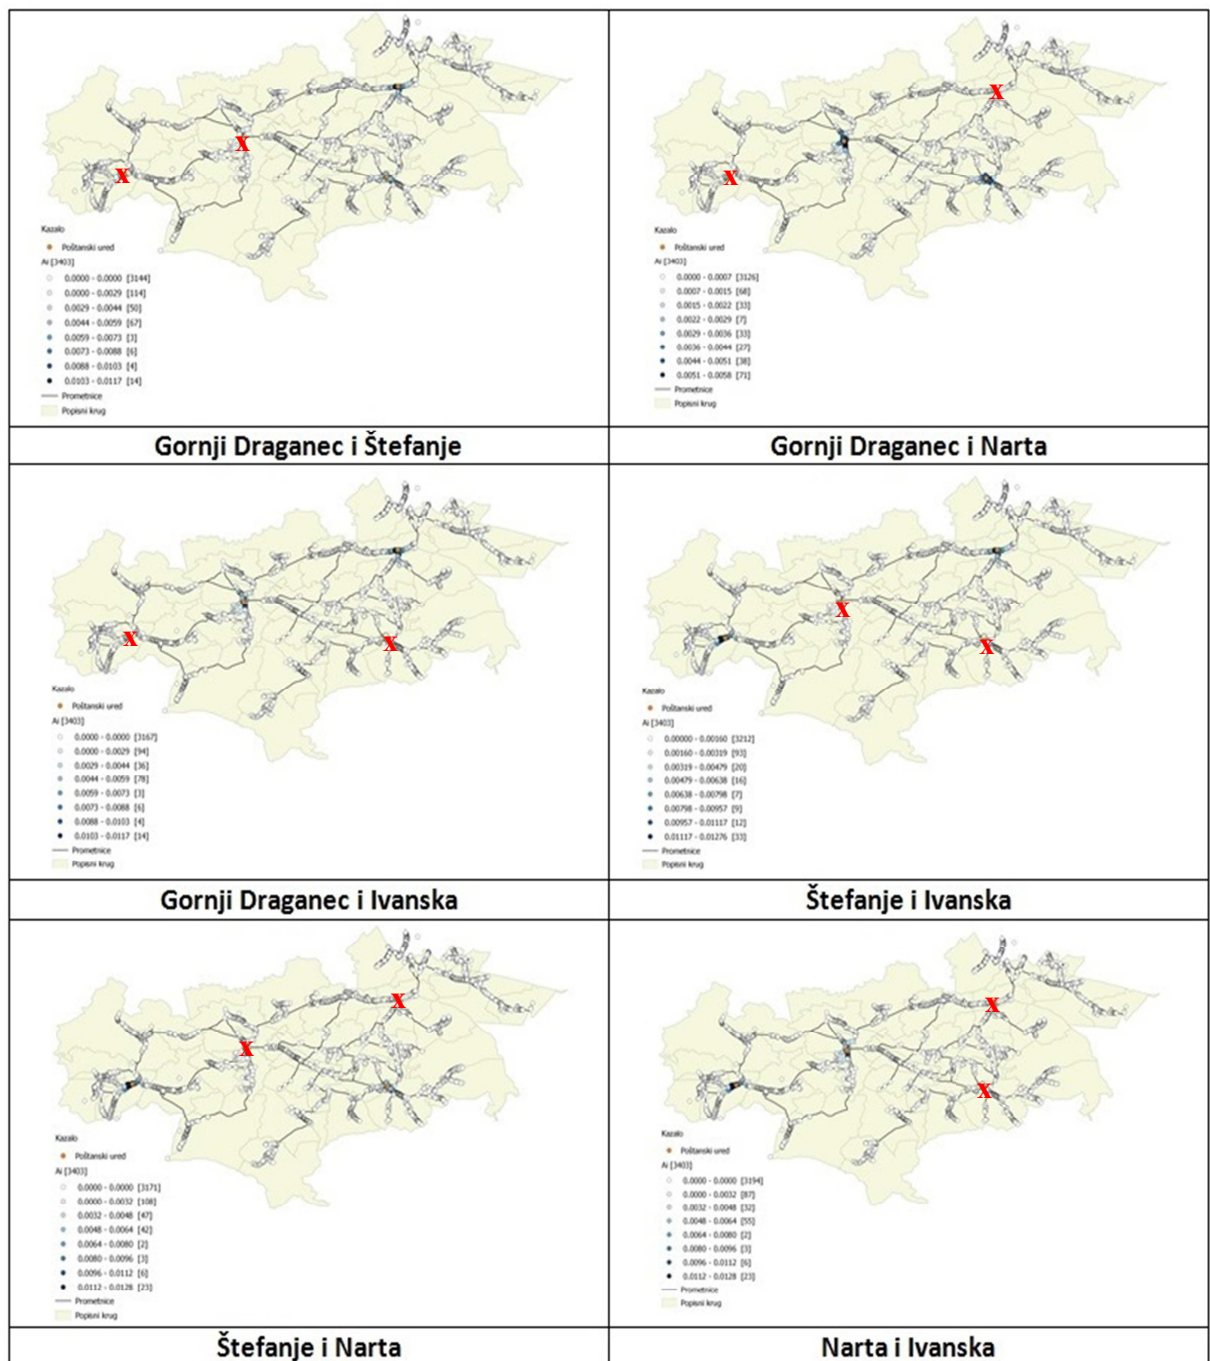 X
X
Kazalo
Poštanski ured
Ai [3403]
0.0000 - 0.0000 [3144]
0.0000 - 0.0029 [114]
0.0029 - 0.0044 [50]
0.0044 - 0.0059 [67]
0.0059 - 0.0073 [3]
0.0073 - 0.0088 [6]
0.0088 - 0.0103 [4]
0.0103 - 0.0117 [14]
Prometnice
Popisni krug
Gornji Draganec i Štefanje
X
X
Kazalo
Poštanski ured
Ai [3403]
0.0000 - 0.0007 [3126]
0.0007 - 0.0015 [68]
0.0015 - 0.0022 [33]
0.0022 - 0.0029 [7]
0.0029 - 0.0036 [33]
0.0036 - 0.0044 [27]
0.0044 - 0.0051 [38]
0.0051 - 0.0058 [71]
Prometnice
Popisni krug
Gornji Draganec i Narta
X
X
Kazalo
Poštanski ured
Ai [3403]
0.0000 - 0.0000 [3167]
0.0000 - 0.0029 [94]
0.0029 - 0.0044 [36]
0.0044 - 0.0059 [78]
0.0059 - 0.0073 [3]
0.0073 - 0.0088 [6]
0.0088 - 0.0103 [4]
0.0103 - 0.0117 [14]
Prometnice
Popisni krug
Gornji Draganec i Ivanska
X
X
Kazalo
Poštanski ured
Ai [3403]
0.00000 - 0.00160 [3212]
0.00160 - 0.00319 [93]
0.00319 - 0.00479 [20]
0.00479 - 0.00638 [16]
0.00638 - 0.00798 [7]
0.00798 - 0.00957 [9]
0.00957 - 0.01117 [12]
0.01117 - 0.01276 [33]
Prometnice
Popisni krug
Štefanje i Ivanska
X
X
Kazalo
Poštanski ured
Ai [3403]
0.0000 - 0.0000 [3171]
0.0000 - 0.0032 [108]
0.0032 - 0.0048 [47]
0.0048 - 0.0064 [42]
0.0064 - 0.0080 [2]
0.0080 - 0.0096 [3]
0.0096 - 0.0112 [6]
0.0112 - 0.0128 [23]
Prometnice
Popisni krug
Štefanje i Narta
X
X
Kazalo
Poštanski ured
Ai [3403]
0.0000 - 0.0000 [3194]
0.0000 - 0.0032 [87]
0.0032 - 0.0048 [32]
0.0048 - 0.0064 [55]
0.0064 - 0.0080 [2]
0.0080 - 0.0096 [3]
0.0096 - 0.0112 [6]
0.0112 - 0.0128 [23]
Prometnice
Popisni krug
Narta i Ivanska